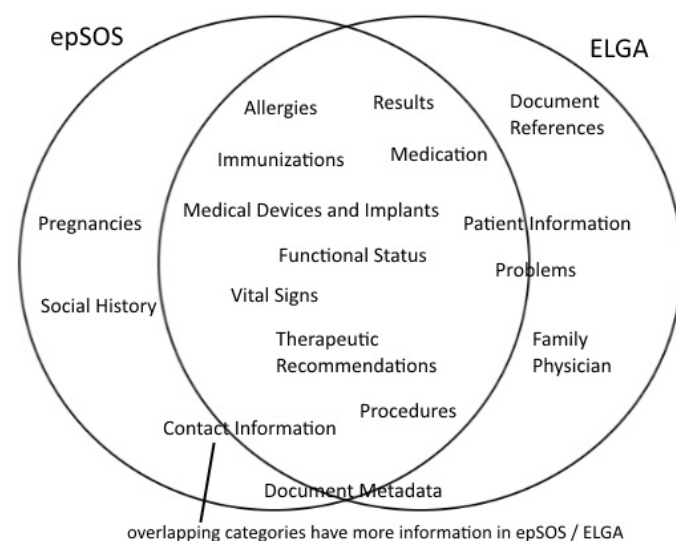 epSOS
ELGA
Allergies
Results
Document
References
Immunizations
Medication
Pregnancies
Medical Devices and Implants
Patient Information
Functional Status
Problems
Social History
Vital Signs
Therapeutic
Recommendations
Family
Physician
Procedures
Contact Information
Document Metadata
overlapping categories have more information in epSOS / ELGA